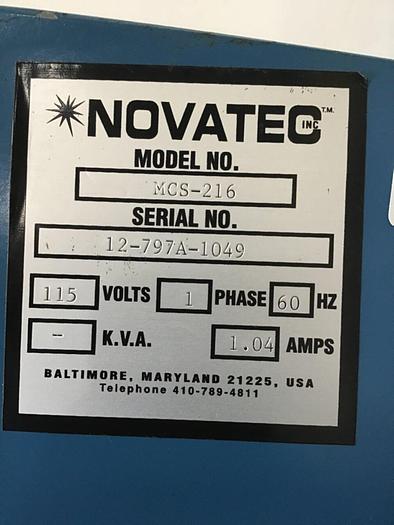 NOVATEC INC T.M.
MODEL NO.
MCS-216
SERIAL NO.
12-797A-1049
115 VOLTS 1 PHASE 60 HZ
- K.V.A. 1.04 AMPS
BALTIMORE, MARYLAND 21225, USA
Telephone 410-789-4811